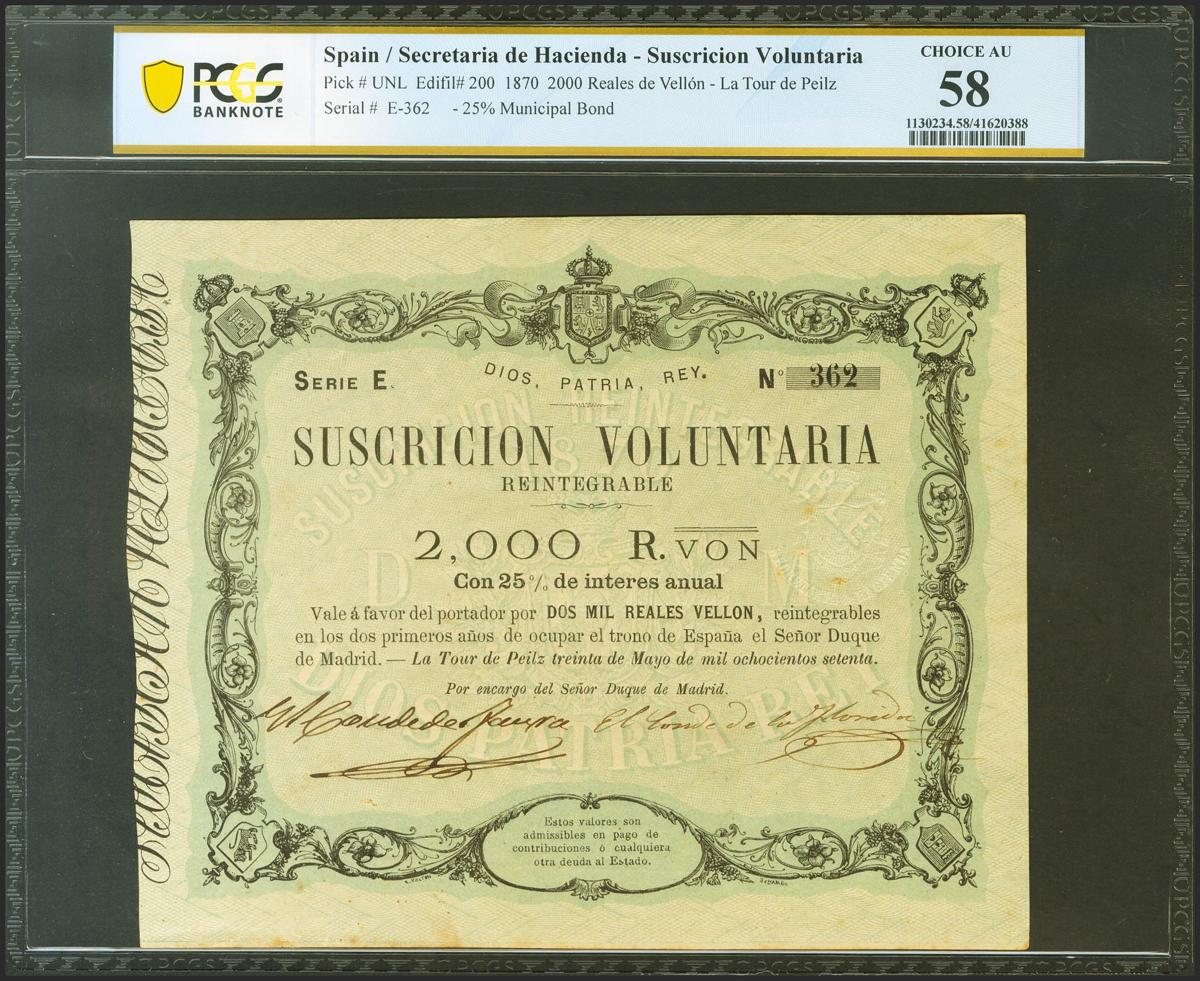 Spain / Secretaria de Hacienda - Suscricion Voluntaria
Pick # UNL Edifil# 200 1870 2000 Reales de Vellón - La Tour de Peilz
Serial # E-362 - 25% Municipal Bond
CHOICE AU
58
1130234.58/41620388
PCGS
BANKNOTE
SERIE E.
DIOS, PATRIA, REY.
Nº 362
SUSCRICION REINTEGRABLE
SUSCRICION VOLUNTARIA
REINTEGRABLE
2,000 R.VON
Con 25 % de interes anual
Vale á favor del portador por DOS MIL REALES VELLON, reintegrables
en los dos primeros años de ocupar el trono de España el Señor Duque
de Madrid. — La Tour de Peilz treinta de Mayo de mil ochocientos setenta.
Por encargo del Señor Duque de Madrid.
El Conde de la Florida
DIOS PATRIA REY
Estos valores son
admissibles en pago de
contribuciones ó cualquiera
otra deuda al Estado.